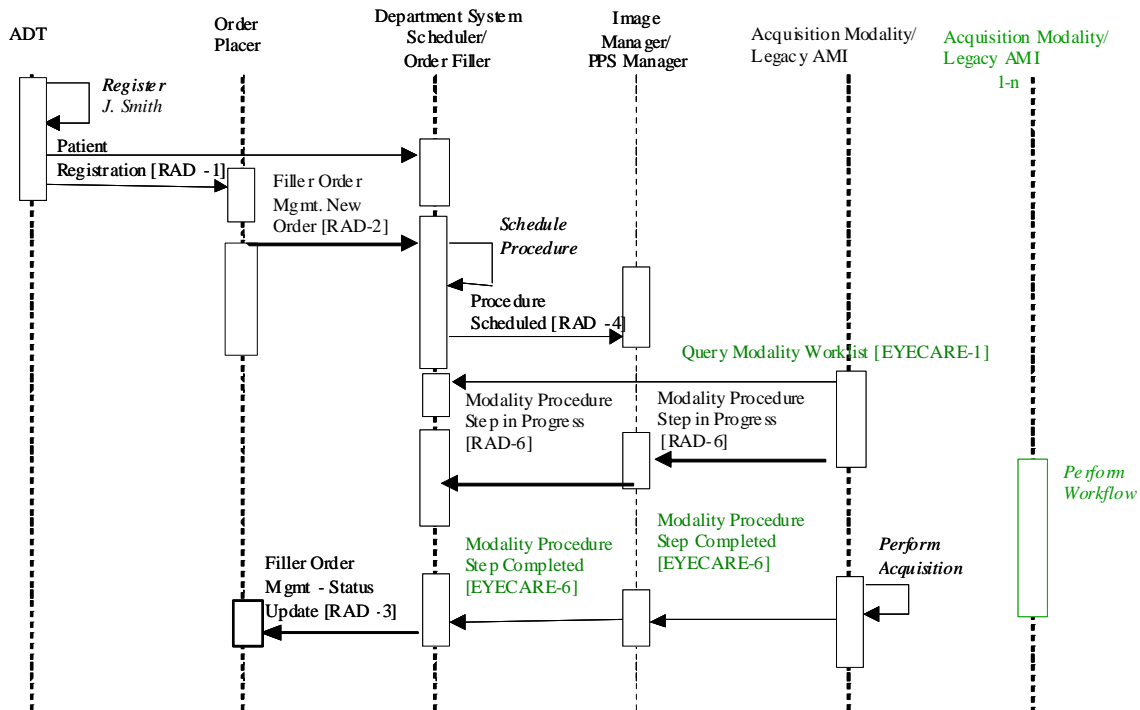 ADT
Order
Placer
Department System
Scheduler/
Order Filler
Image
Manager/
PPS Manager
Acquisition Modality/
Legacy AMI
Acquisition Modality/
Legacy AMI
1-n
Register
J. Smith
Patient
Registration [RAD -1]
Filler Order
Mgmt. New
Order [RAD-2]
Schedule
Procedure
Procedure
Scheduled [RAD -4]
Query Modality Worklist [EYECARE-1]
Modality Procedure
Step in Progress
[RAD-6]
Modality Procedure
Step in Progress
[RAD-6]
Perform
Workflow
Modality Procedure
Step Completed
[EYECARE-6]
Modality Procedure
Step Completed
[EYECARE-6]
Perform
Acquisition
Filler Order
Mgmt - Status
Update [RAD -3]